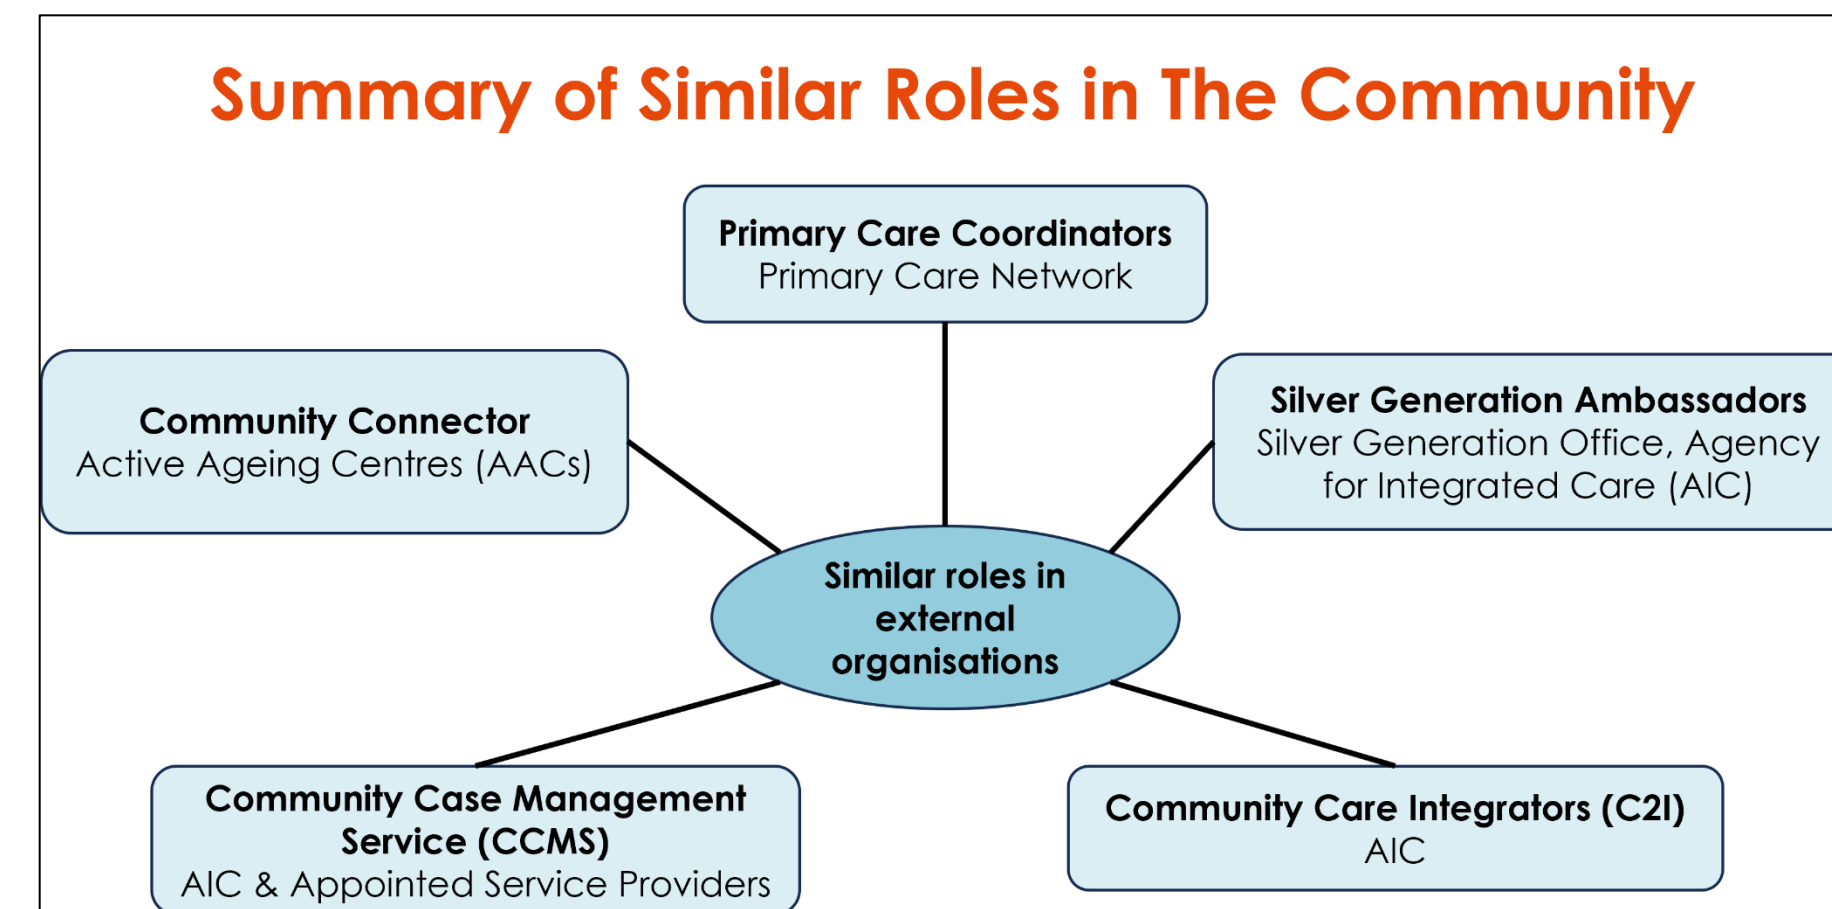 Summary of Similar Roles in The Community
Primary Care Coordinators
Primary Care Network
Community Connector
Active Ageing Centres (AACs)
Silver Generation Ambassadors
Silver Generation Office, Agency
for Integrated Care (AIC)
Similar roles in
external
organisations
Community Case Management
Service (CCMS)
AIC & Appointed Service Providers
Community Care Integrators (C2I)
AIC